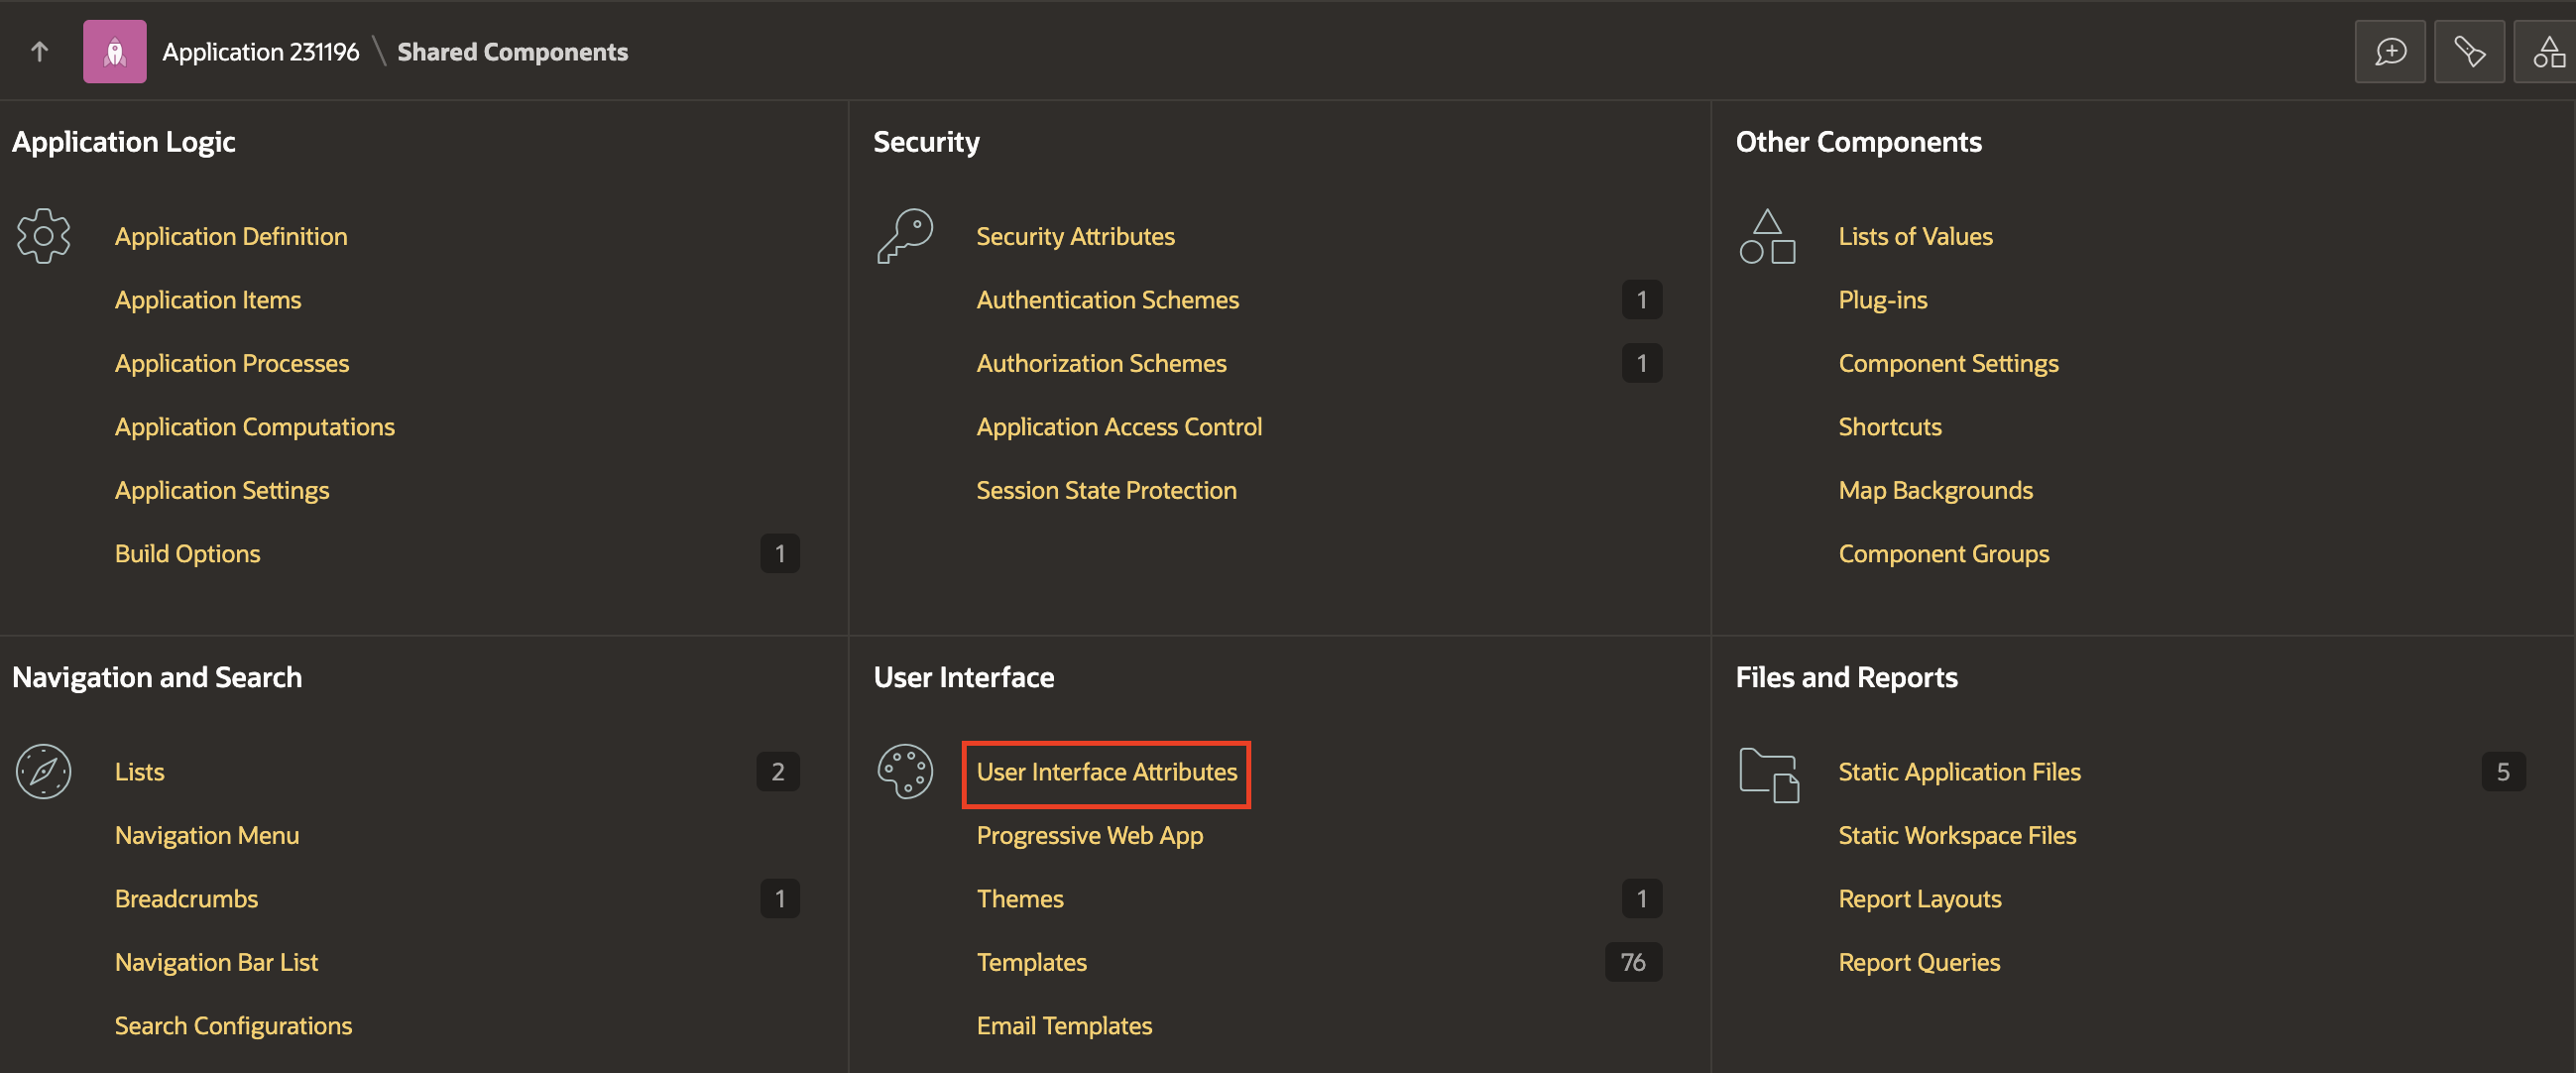 Application 231196 \ Shared Components
Application Logic
Application Definition
Application Items
Application Processes
Application Computations
Application Settings
Build Options 1
Security
Security Attributes
Authentication Schemes 1
Authorization Schemes 1
Application Access Control
Session State Protection
Other Components
Lists of Values
Plug-ins
Component Settings
Shortcuts
Map Backgrounds
Component Groups
Navigation and Search
Lists 2
Navigation Menu
Breadcrumbs 1
Navigation Bar List
Search Configurations
User Interface
User Interface Attributes
Progressive Web App
Themes 1
Templates 76
Email Templates
Files and Reports
Static Application Files 5
Static Workspace Files
Report Layouts
Report Queries